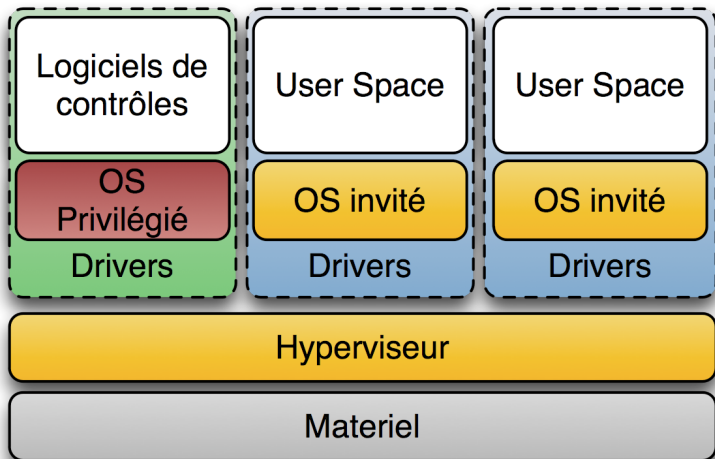 Logiciels de
contrôles
OS
Privilégié
Drivers
User Space
OS invité
Drivers
User Space
OS invité
Drivers
Hyperviseur
Materiel